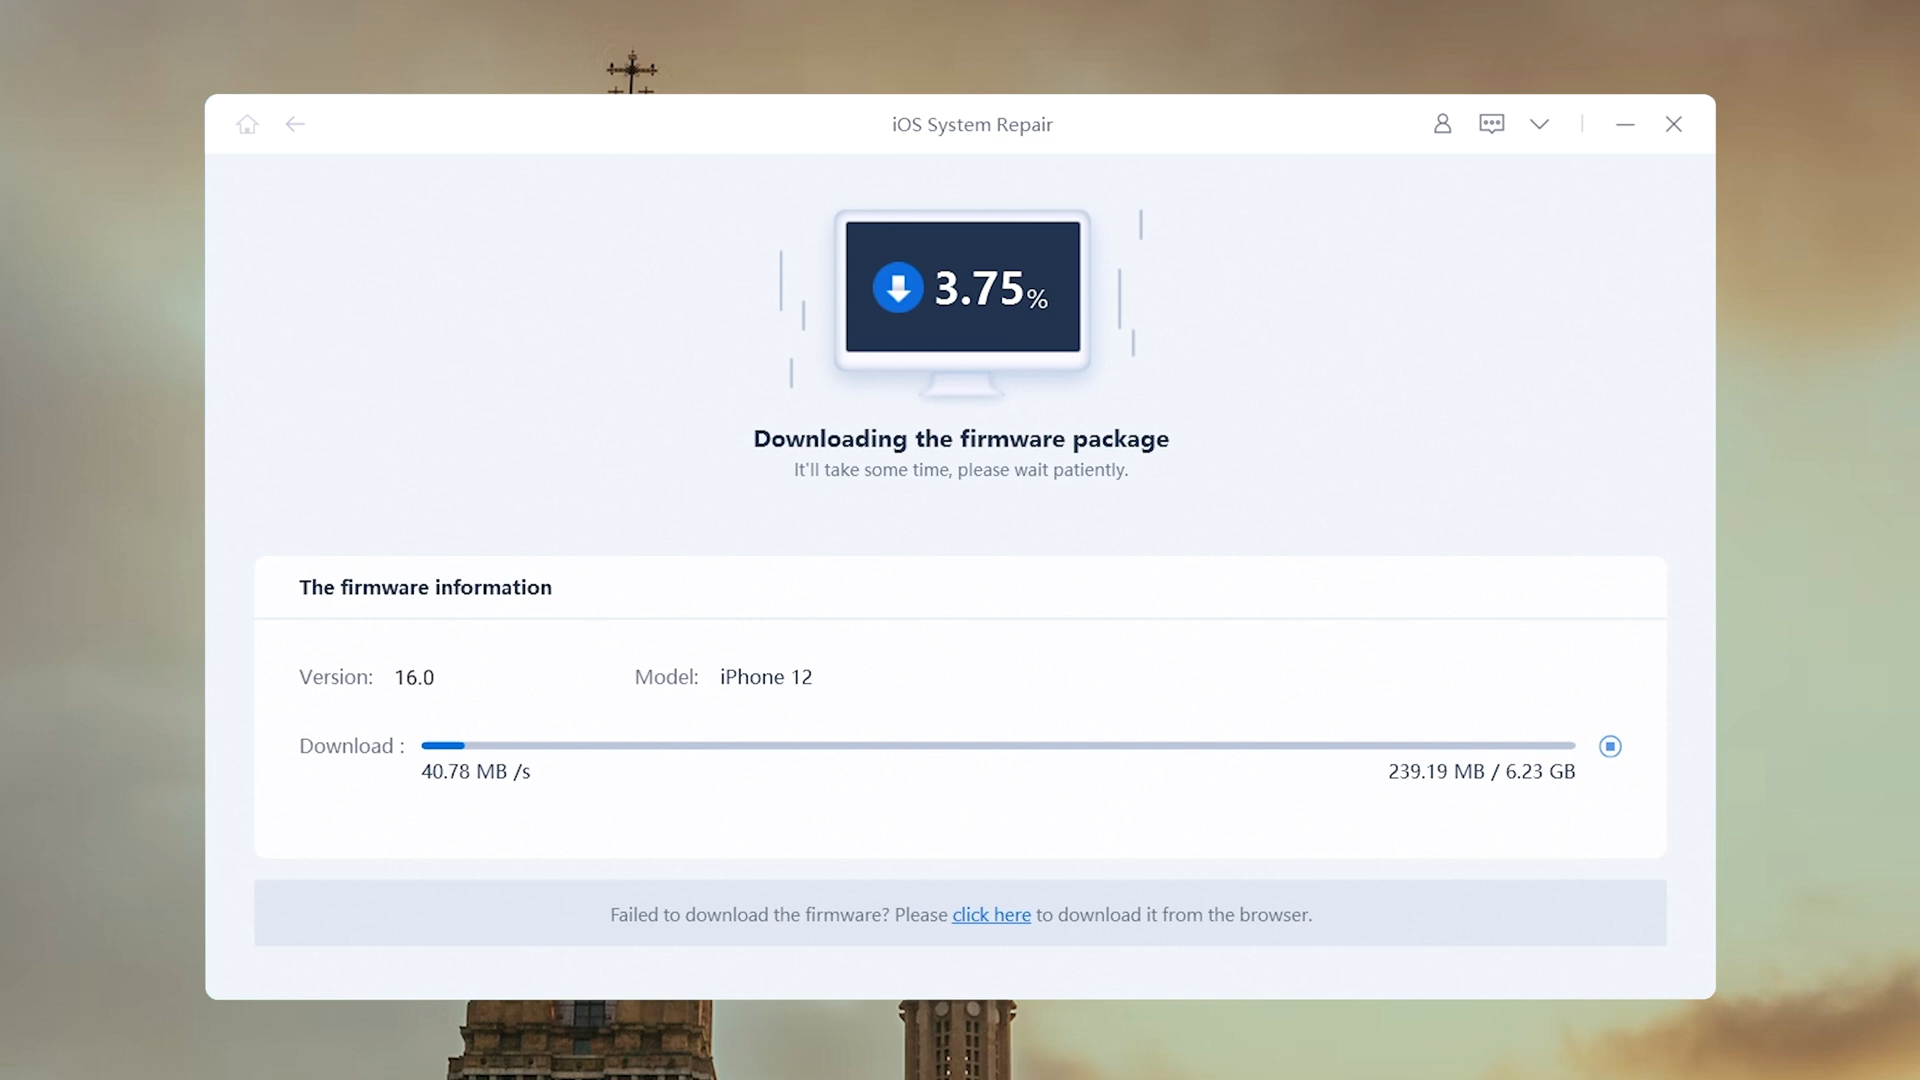 iOS System Repair
3.75%
Downloading the firmware package
It'll take some time, please wait patiently.
The firmware information
Version: 16.0 Model: iPhone 12
Download :
40.78 MB /s 239.19 MB / 6.23 GB
Failed to download the firmware? Please click here to download it from the browser.